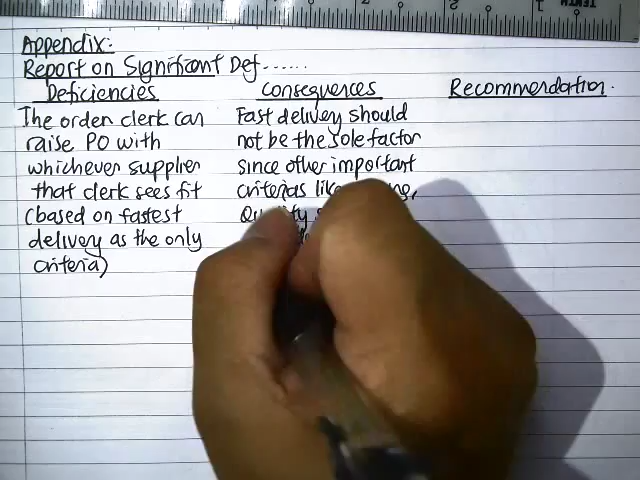 Appendix:
Report on Significant Def......
Deficiencies Consequences Recommendation.
The order clerk can Fast delivey should
raise PO with not be the sole factor
whichever supplier since other important
that clerk sees fit criterias like
(based on fastest
delivery as the only
criteria)